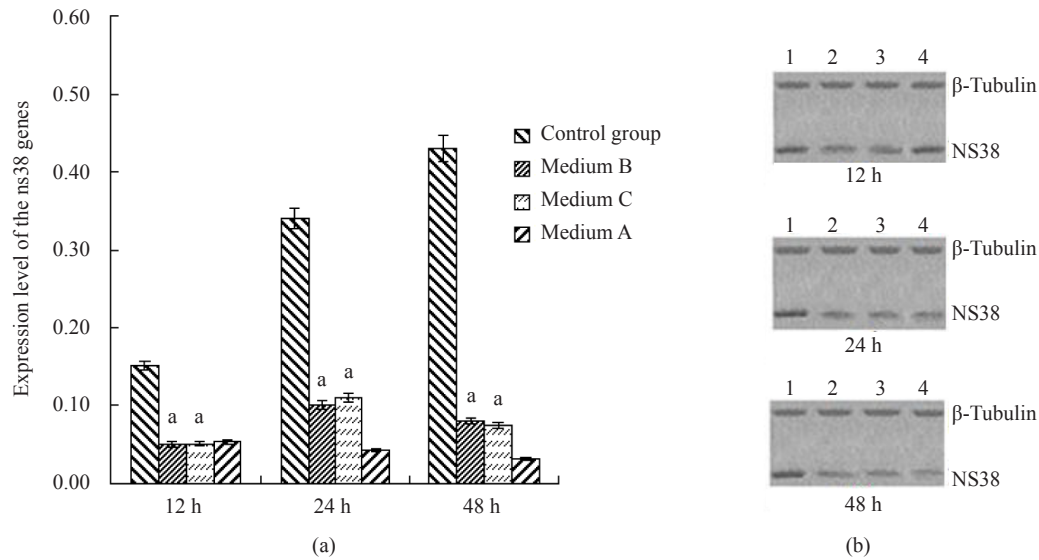 0.60
0.50
0.40
0.30
0.20
0.10
0.00
Expression level of the ns38 genes
a a
a a
a a
12 h 24 h 48 h
(a)
Control group
Medium B
Medium C
Medium A
1 2 3 4
β-Tubulin
NS38
12 h
1 2 3 4
β-Tubulin
NS38
24 h
1 2 3 4
β-Tubulin
NS38
48 h
(b)